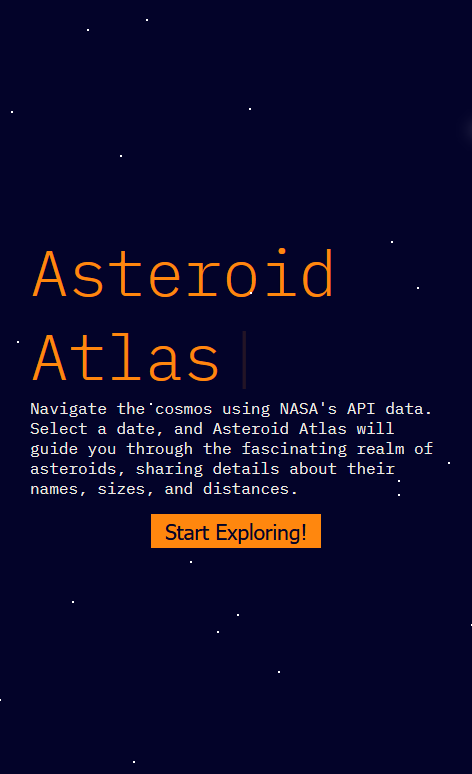 Asteroid
Atlas
Navigate the cosmos using NASA's API data.
Select a date, and Asteroid Atlas will
guide you through the fascinating realm of
asteroids, sharing details about their
names, sizes, and distances.
Start Exploring!